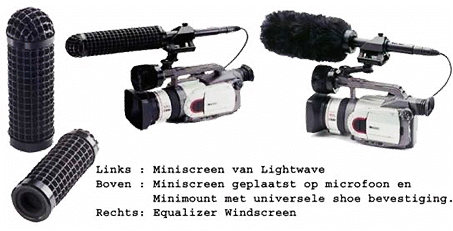 Links : Miniscreen van Lightwave
Boven : Miniscreen geplaatst op microfoon en
Minimount met universele shoe bevestiging.
Rechts: Equalizer Windscreen